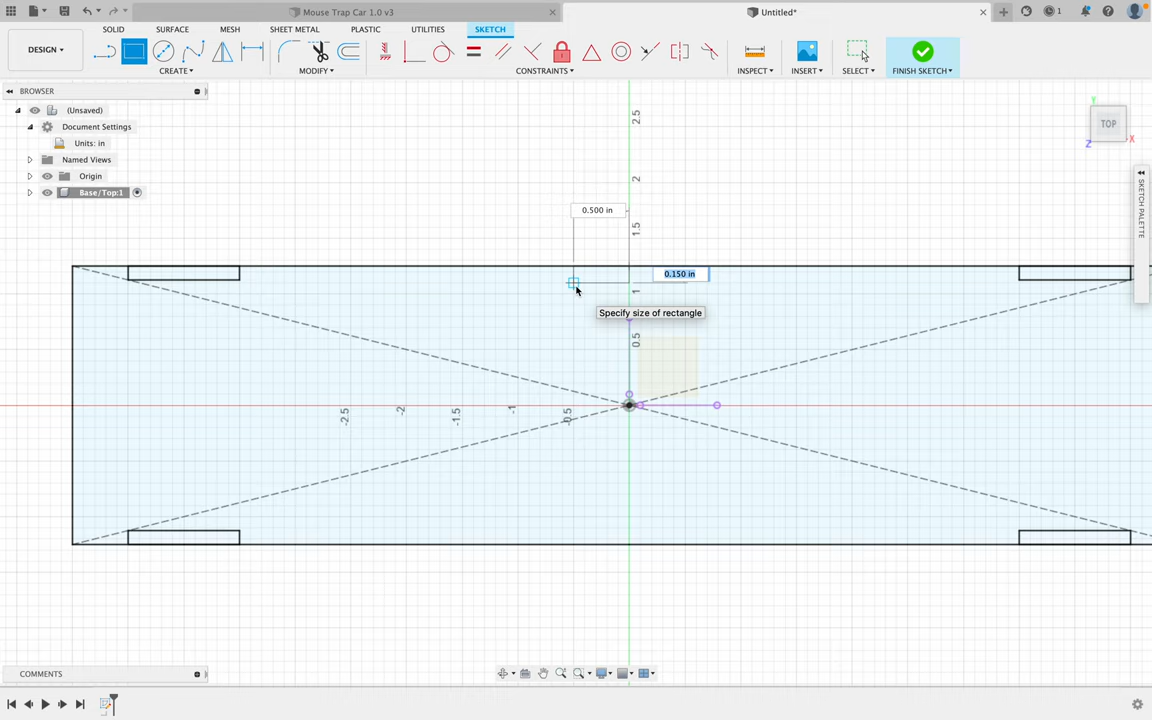 Mouse Trap Car 1.0 v3
Untitled*
1
DESIGN
SOLID
SURFACE
MESH
SHEET METAL
PLASTIC
UTILITIES
SKETCH
CREATE
MODIFY
CONSTRAINTS
INSPECT
INSERT
SELECT
FINISH SKETCH
BROWSER
(Unsaved)
Document Settings
Units: in
Named Views
Origin
Base/Top:1
TOP
Y
X
Z
SKETCH PALETTE
2.5
2
1.5
1
0.5
0.500 in
0.150 in
Specify size of rectangle
-2.5
-2
-1.5
-1
-0.5
COMMENTS